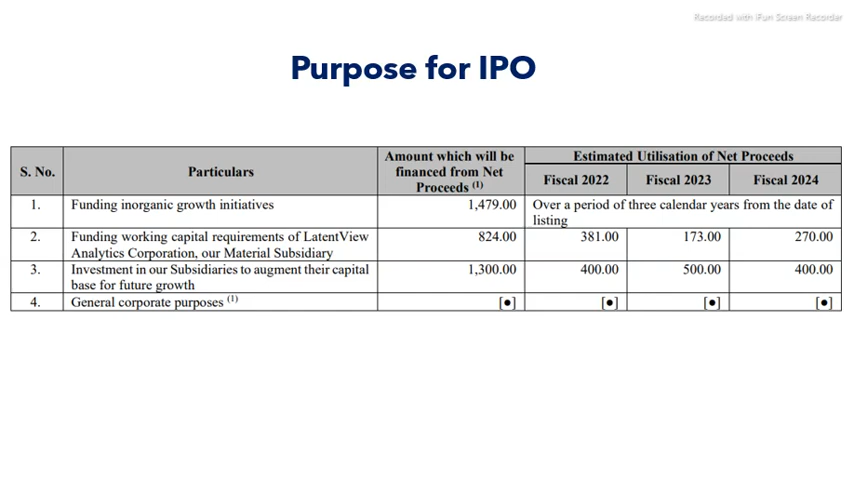 Recorded with iFun Screen Recorder
Purpose for IPO
S. No.
Particulars
Amount which will be
financed from Net
Proceeds (1)
Estimated Utilisation of Net Proceeds
Fiscal 2022
Fiscal 2023
Fiscal 2024
1.
Funding inorganic growth initiatives
1,479.00
Over a period of three calendar years from the date of
listing
2.
Funding working capital requirements of LatentView
Analytics Corporation, our Material Subsidiary
824.00
381.00
173.00
270.00
3.
Investment in our Subsidiaries to augment their capital
base for future growth
1,300.00
400.00
500.00
400.00
4.
General corporate purposes (1)
[●]
[●]
[●]
[●]